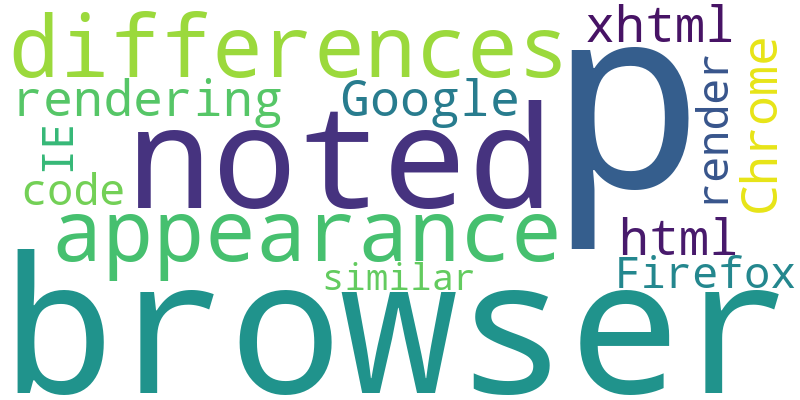 differences
xhtml
p
rendering
Google
Chrome
render
IE
noted
code
appearance
html
Firefox
similar
browser